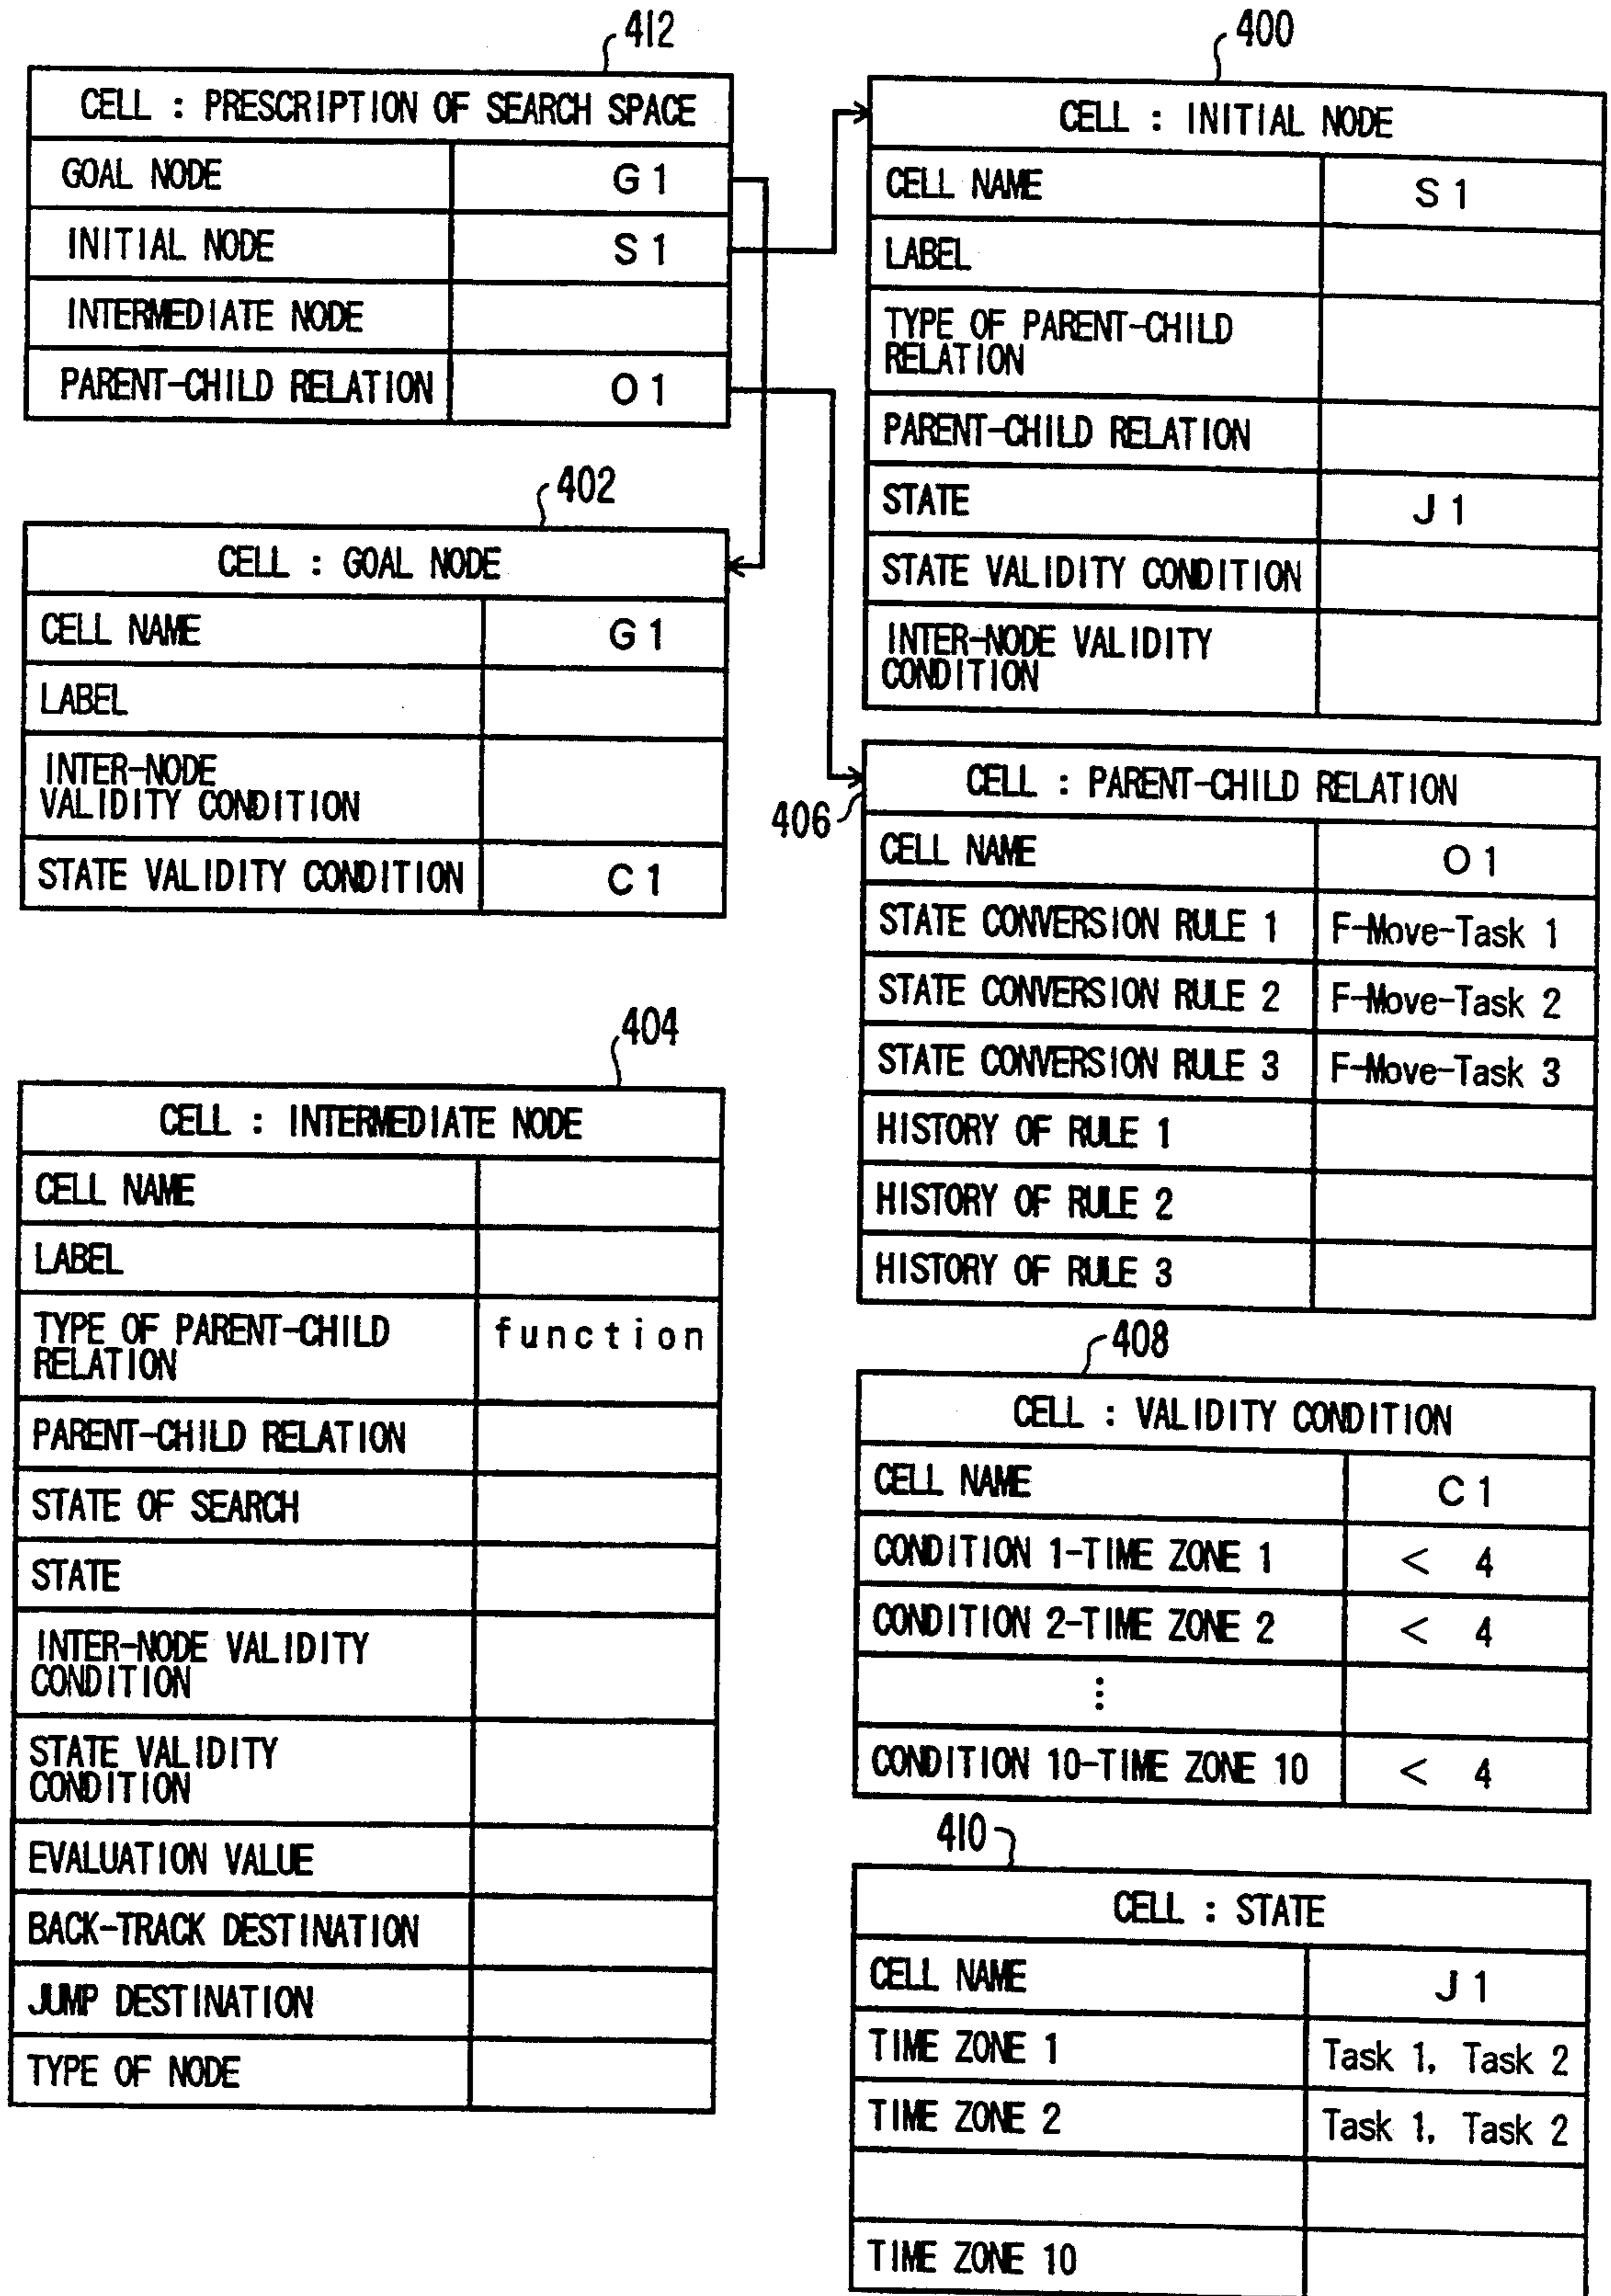 412
CELL : PRESCRIPTION OF SEARCH SPACE
GOAL NODE G1
INITIAL NODE S1
INTERMEDIATE NODE
PARENT-CHILD RELATION O1
402
CELL : GOAL NODE
CELL NAME G1
LABEL
INTER-NODE
VALIDITY CONDITION
STATE VALIDITY CONDITION C1
404
CELL : INTERMEDIATE NODE
CELL NAME
LABEL
TYPE OF PARENT-CHILD function
RELATION
PARENT-CHILD RELATION
STATE OF SEARCH
STATE
INTER-NODE VALIDITY
CONDITION
STATE VALIDITY
CONDITION
EVALUATION VALUE
BACK-TRACK DESTINATION
JUMP DESTINATION
TYPE OF NODE
400
CELL : INITIAL NODE
CELL NAME S1
LABEL
TYPE OF PARENT-CHILD
RELATION
PARENT-CHILD RELATION
STATE J1
STATE VALIDITY CONDITION
INTER-NODE VALIDITY
CONDITION
406
CELL : PARENT-CHILD RELATION
CELL NAME O1
STATE CONVERSION RULE 1 F-Move-Task 1
STATE CONVERSION RULE 2 F-Move-Task 2
STATE CONVERSION RULE 3 F-Move-Task 3
HISTORY OF RULE 1
HISTORY OF RULE 2
HISTORY OF RULE 3
408
CELL : VALIDITY CONDITION
CELL NAME C1
CONDITION 1-TIME ZONE 1 < 4
CONDITION 2-TIME ZONE 2 < 4
⋮
CONDITION 10-TIME ZONE 10 < 4
410
CELL : STATE
CELL NAME J1
TIME ZONE 1 Task 1, Task 2
TIME ZONE 2 Task 1, Task 2
TIME ZONE 10